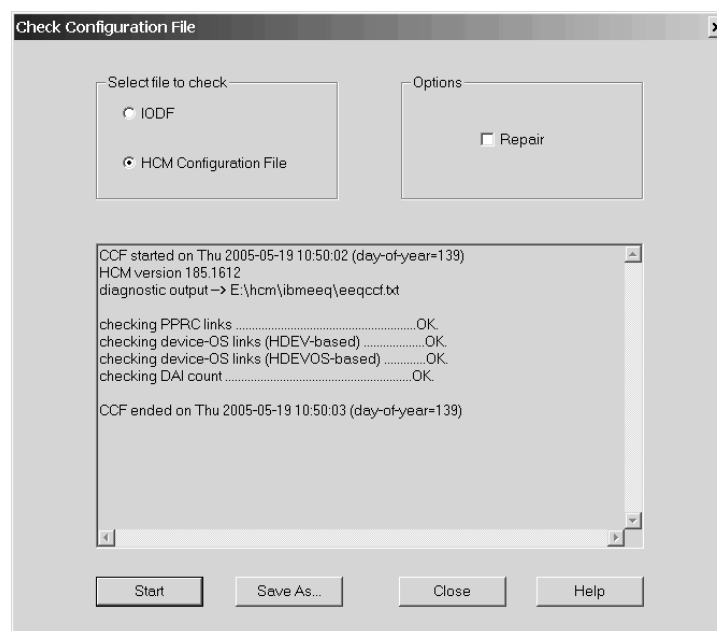 Check Configuration File
Select file to check
Options
IODF
Repair
HCM Configuration File
CCF started on Thu 2005-05-19 10:50:02 (day-of-year=139)
HCM version 185.1612
diagnostic output --> E:\hcm\ibmeeq\eeqccf.txt
checking PPRC links ..........................................................OK.
checking device-OS links (HDEV-based) ....................OK.
checking device-OS links (HDEVOS-based) .............OK.
checking DAI count ............................................................OK.
CCF ended on Thu 2005-05-19 10:50:03 (day-of-year=139)
Start Save As... Close Help